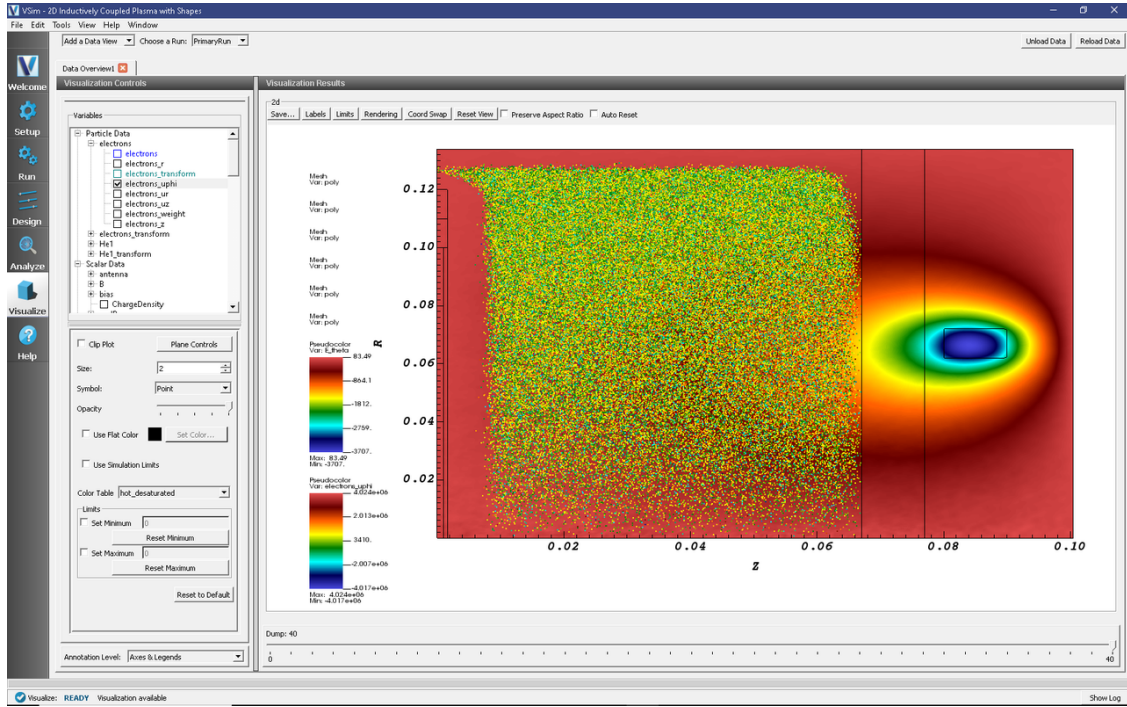 VSim - 2D Inductively Coupled Plasma with Shapes
File Edit Tools View Help Window
Add a Data View Choose a Run: PrimaryRun Unload Data Reload Data
Welcome
Setup
Run
Design
Analyze
Visualize
Help
Data Overview1
Visualization Controls
Variables
Particle Data
electrons
electrons
electrons_r
electrons_transform
electrons_uphi
electrons_ur
electrons_uz
electrons_weight
electrons_z
electrons_transform
He1
He1_transform
Scalar Data
antenna
B
bias
ChargeDensity
Clip Plot Plane Controls
Size: 2
Symbol: Point
Opacity
Use Flat Color Set Color...
Use Simulation Limits
Color Table hot_desaturated
Limits
Set Minimum 0
Reset Minimum
Set Maximum 0
Reset Maximum
Reset to Default
Annotation Level: Axes & Legends
Visualization Results
2d
Save... Labels Limits Rendering Coord Swap Reset View Preserve Aspect Ratio Auto Reset
Mesh
Var: poly
Mesh
Var: poly
Mesh
Var: poly
Mesh
Var: poly
Mesh
Var: poly
Mesh
Var: poly
Pseudocolor
Var: E_theta
83.49
-864.1
-1812.
-2759.
-3707.
Max: 83.49
Min: -3707.
Pseudocolor
Var: electrons_uphi
4.024e+06
2.013e+06
3410.
-2.007e+06
-4.017e+06
Max: 4.024e+06
Min: -4.017e+06
R
0.12
0.10
0.08
0.06
0.04
0.02
0.02 0.04 0.06 0.08 0.10
Z
Dump: 40
0 40
Visualize: READY Visualization available Show Log